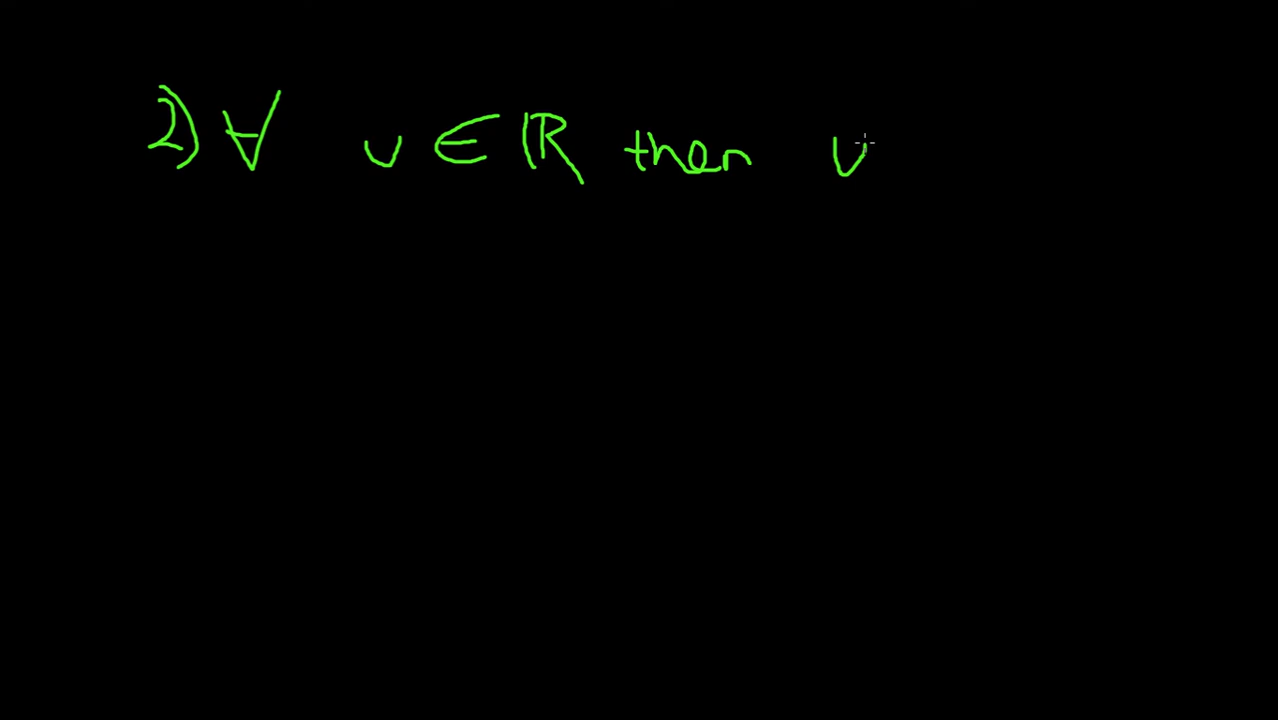 2) ∀ υ ∈ ℝ then υ